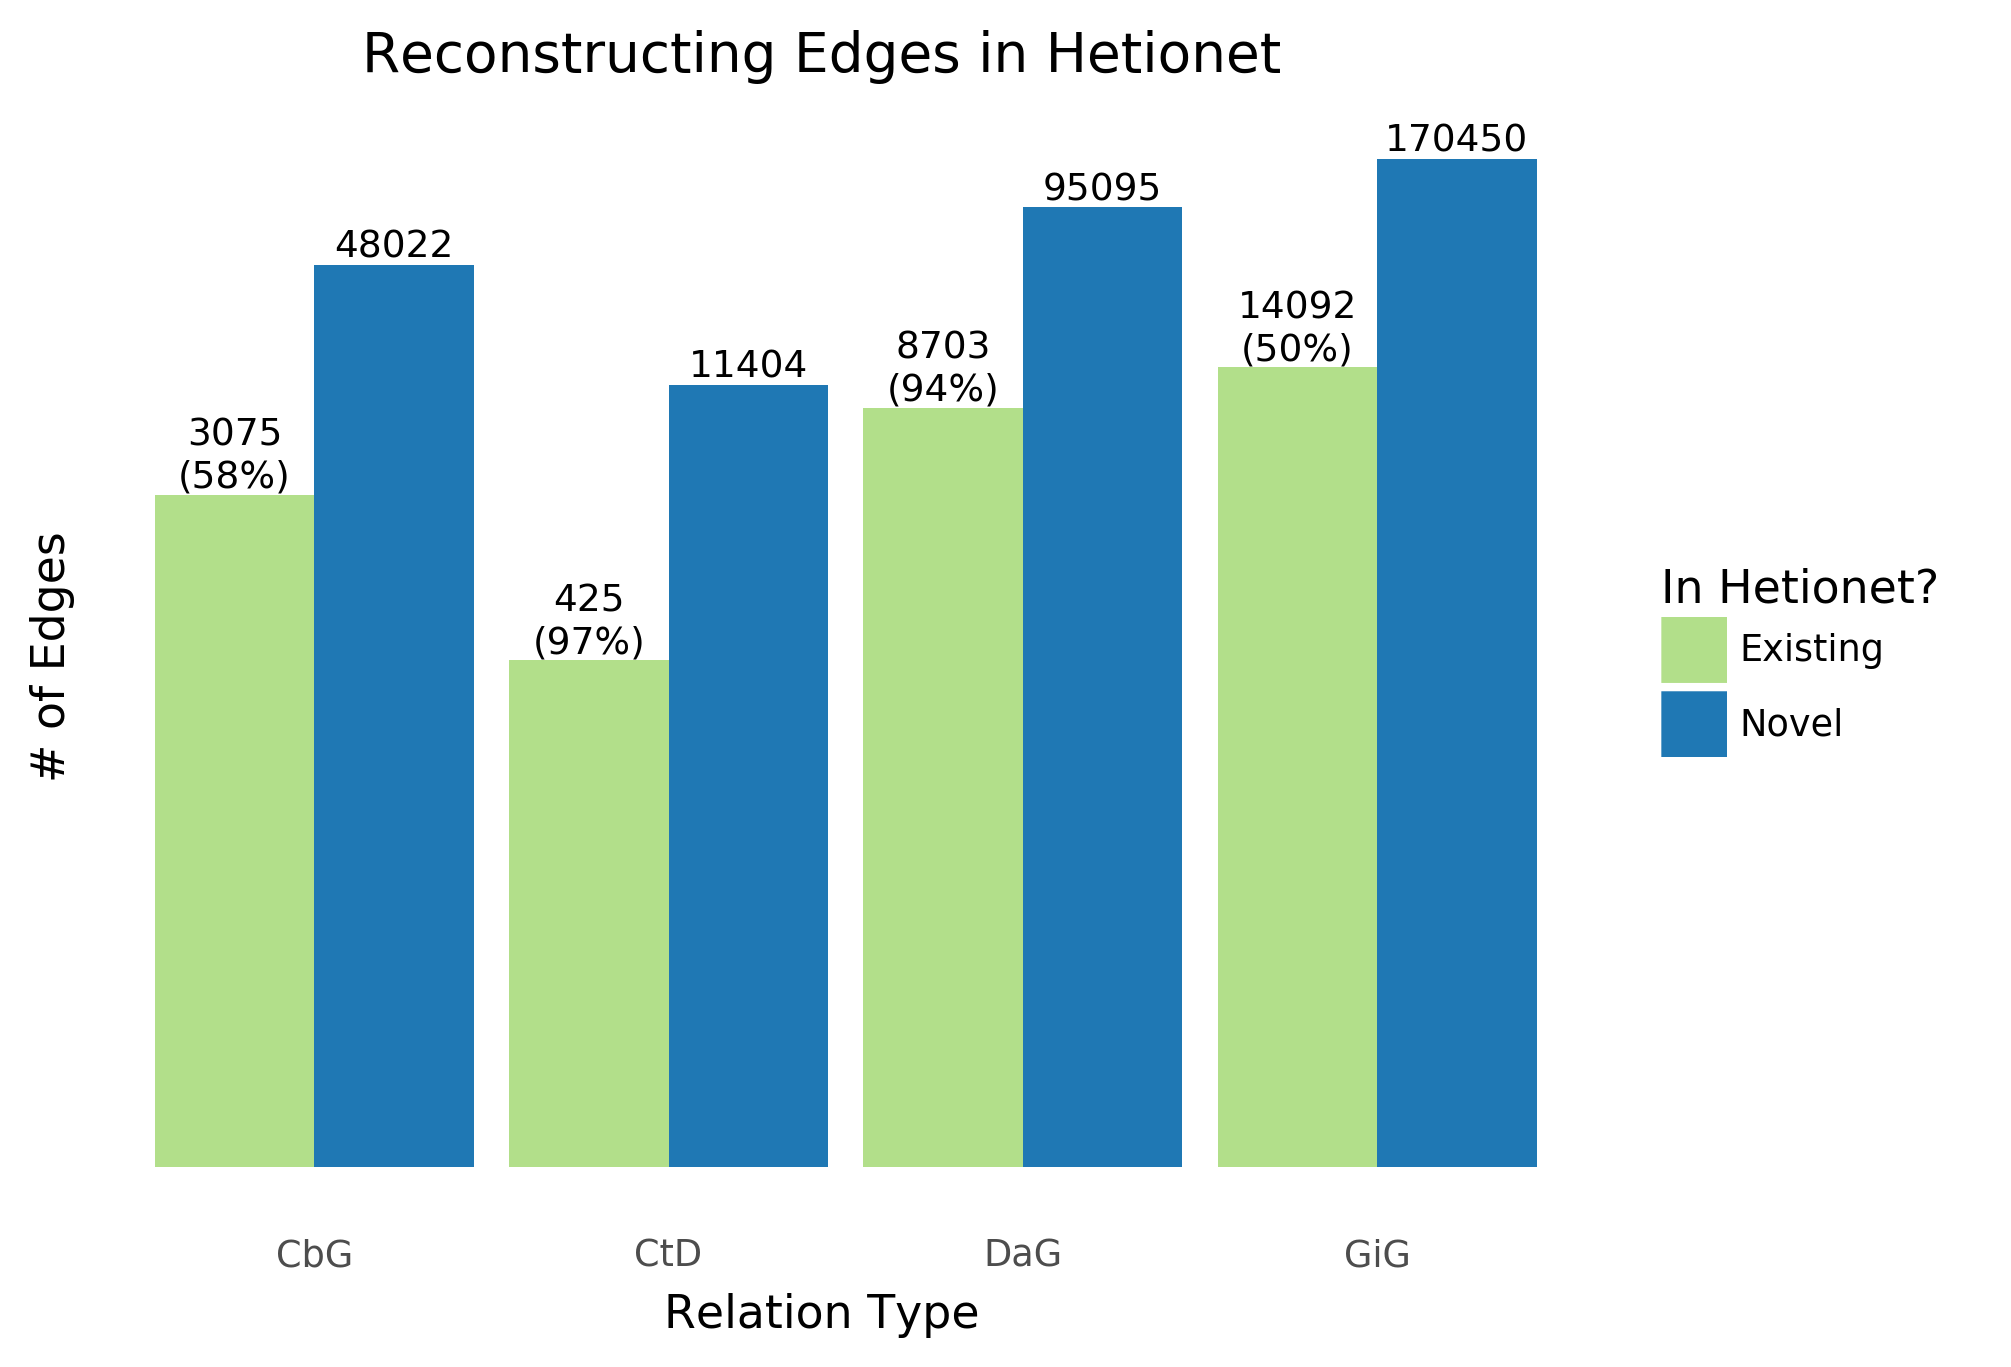 Reconstructing Edges in Hetionet
# of Edges
3075
(58%)
48022
425
(97%)
11404
8703
(94%)
95095
14092
(50%)
170450
CbG
CtD
DaG
GiG
Relation Type
In Hetionet?
Existing
Novel